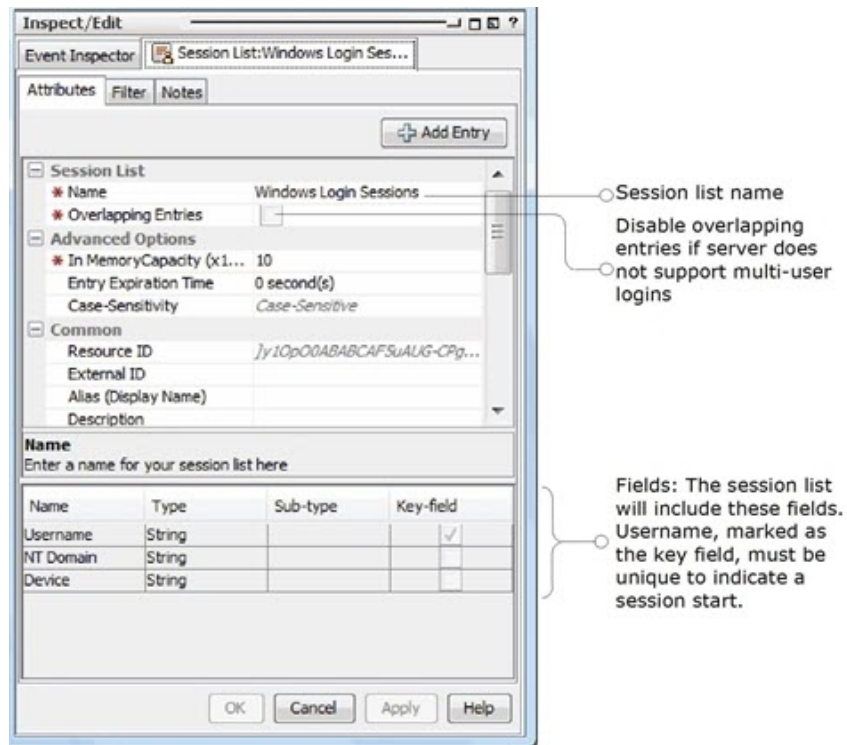 Inspect/Edit
Event Inspector
Session List:Windows Login Ses...
Attributes
Filter
Notes
Add Entry
Session List
* Name Windows Login Sessions
* Overlapping Entries
Advanced Options
* In MemoryCapacity (x1... 10
Entry Expiration Time 0 second(s)
Case-Sensitivity Case-Sensitive
Common
Resource ID
External ID
Alias (Display Name)
Description
Name
Enter a name for your session list here
Name Type Sub-type Key-field
Username String
NT Domain String
Device String
OK Cancel Apply Help
Session list name
Disable overlapping
entries if server does
not support multi-user
logins
Fields: The session list
will include these fields.
Username, marked as
the key field, must be
unique to indicate a
session start.